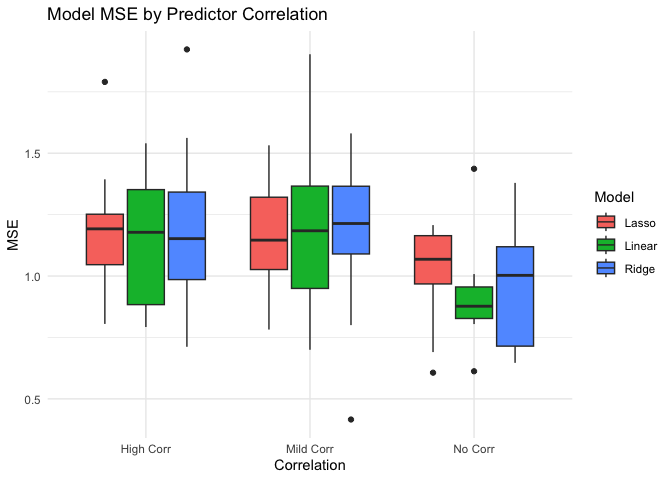 Model MSE by Predictor Correlation
MSE
1.5
1.0
0.5
High Corr
Mild Corr
No Corr
Correlation
Model
Lasso
Linear
Ridge